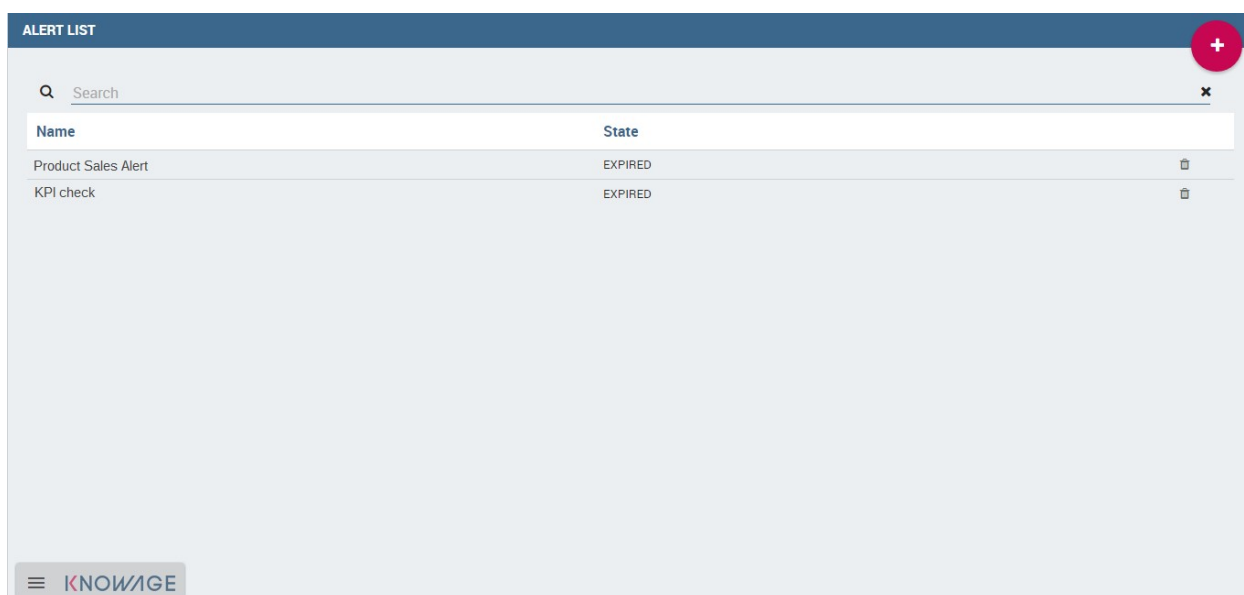 ALERT LIST
+
Search
Name State
Product Sales Alert EXPIRED
KPI check EXPIRED
KNOWAGE